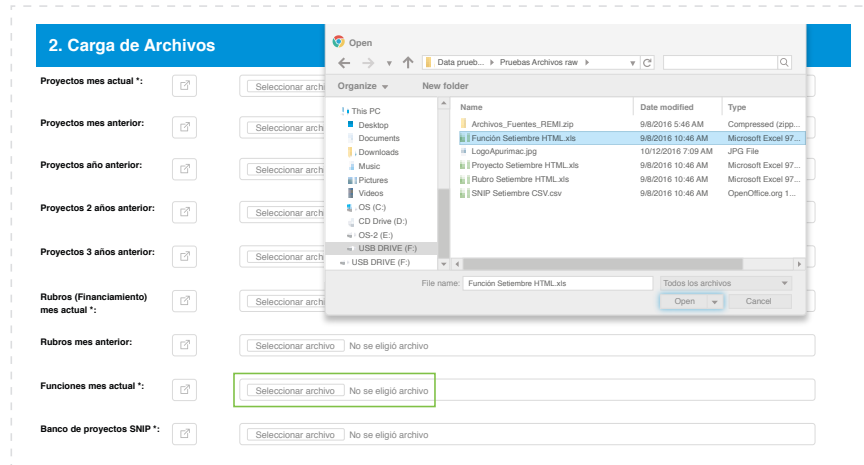 2. Carga de Archivos
Proyectos mes actual *:
Seleccionar archi
Proyectos mes anterior:
Seleccionar archi
Proyectos año anterior:
Seleccionar archi
Proyectos 2 años anterior:
Seleccionar archi
Proyectos 3 años anterior:
Seleccionar archi
Rubros (Financiamiento)
mes actual *:
Seleccionar archi
Rubros mes anterior:
Seleccionar archivo No se eligió archivo
Funciones mes actual *:
Seleccionar archivo No se eligió archivo
Banco de proyectos SNIP *:
Seleccionar archivo No se eligió archivo
Open
Data prueb... Pruebas Archivos raw
Organize New folder
This PC
Desktop
Documents
Downloads
Music
Pictures
Videos
OS (C:)
CD Drive (D:)
OS-2 (E:)
USB DRIVE (F:)
USB DRIVE (F:)
Name Date modified Type
Archivos_Fuentes_REMI.zip 9/8/2016 5:46 AM Compressed (zipp...
Función Setiembre HTML.xls 9/8/2016 10:46 AM Microsoft Excel 97...
LogoApurimac.jpg 10/12/2016 7:09 AM JPG File
Proyecto Setiembre HTML.xls 9/8/2016 10:46 AM Microsoft Excel 97...
Rubro Setiembre HTML.xls 9/8/2016 10:46 AM Microsoft Excel 97...
SNIP Setiembre CSV.csv 9/8/2016 10:46 AM OpenOffice.org 1...
File name: Función Setiembre HTML.xls Todos los archivos
Open Cancel